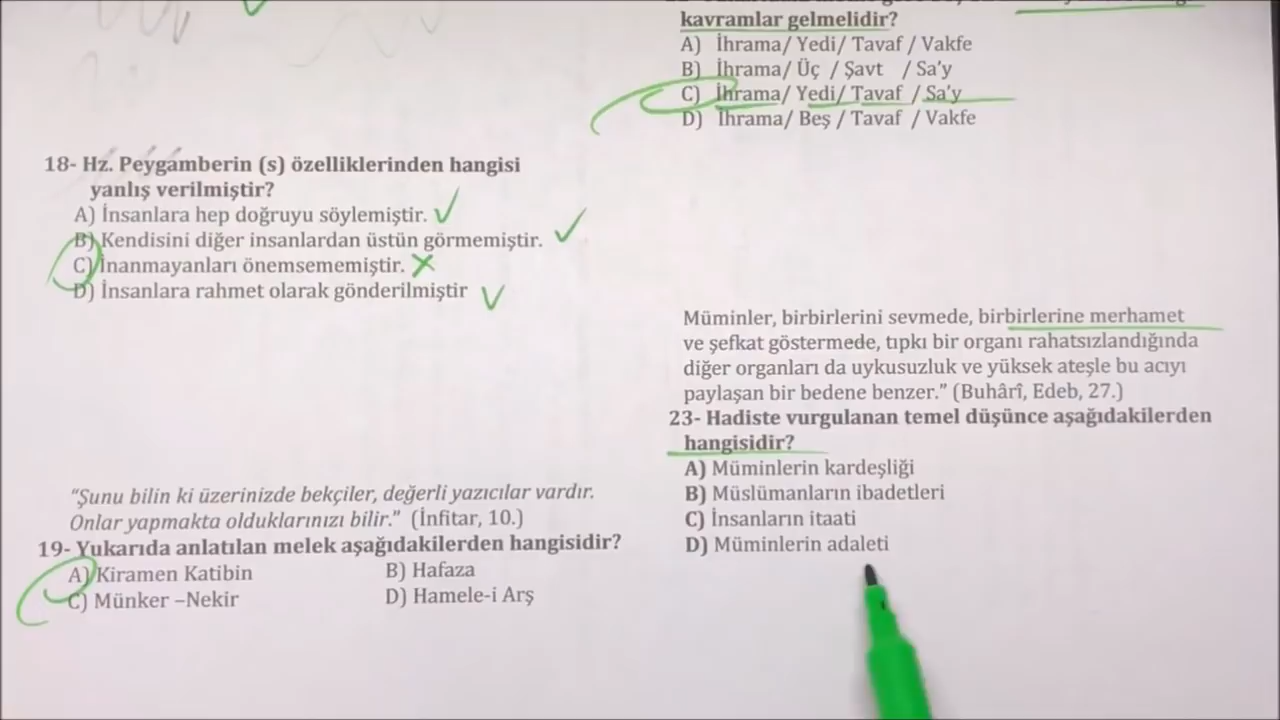 18- Hz. Peygamberin (s) özelliklerinden hangisi
yanlış verilmiştir?
A) İnsanlara hep doğruyu söylemiştir.
B) Kendisini diğer insanlardan üstün görmemiştir.
C) İnanmayanları önemsememiştir.
D) İnsanlara rahmet olarak gönderilmiştir
"Şunu bilin ki üzerinizde bekçiler, değerli yazıcılar vardır.
Onlar yapmakta olduklarınızı bilir." (İnfitar, 10.)
19- Yukarıda anlatılan melek aşağıdakilerden hangisidir?
A) Kiramen Katibin B) Hafaza
C) Münker –Nekir D) Hamele-i Arş
kavramlar gelmelidir?
A) İhrama/ Yedi/ Tavaf / Vakfe
B) İhrama/ Üç / Şavt / Sa'y
C) İhrama/ Yedi/ Tavaf / Sa'y
D) İhrama/ Beş / Tavaf / Vakfe
Müminler, birbirlerini sevmede, birbirlerine merhamet
ve şefkat göstermede, tıpkı bir organı rahatsızlandığında
diğer organları da uykusuzluk ve yüksek ateşle bu acıyı
paylaşan bir bedene benzer." (Buhârî, Edeb, 27.)
23- Hadiste vurgulanan temel düşünce aşağıdakilerden
hangisidir?
A) Müminlerin kardeşliği
B) Müslümanların ibadetleri
C) İnsanların itaati
D) Müminlerin adaleti